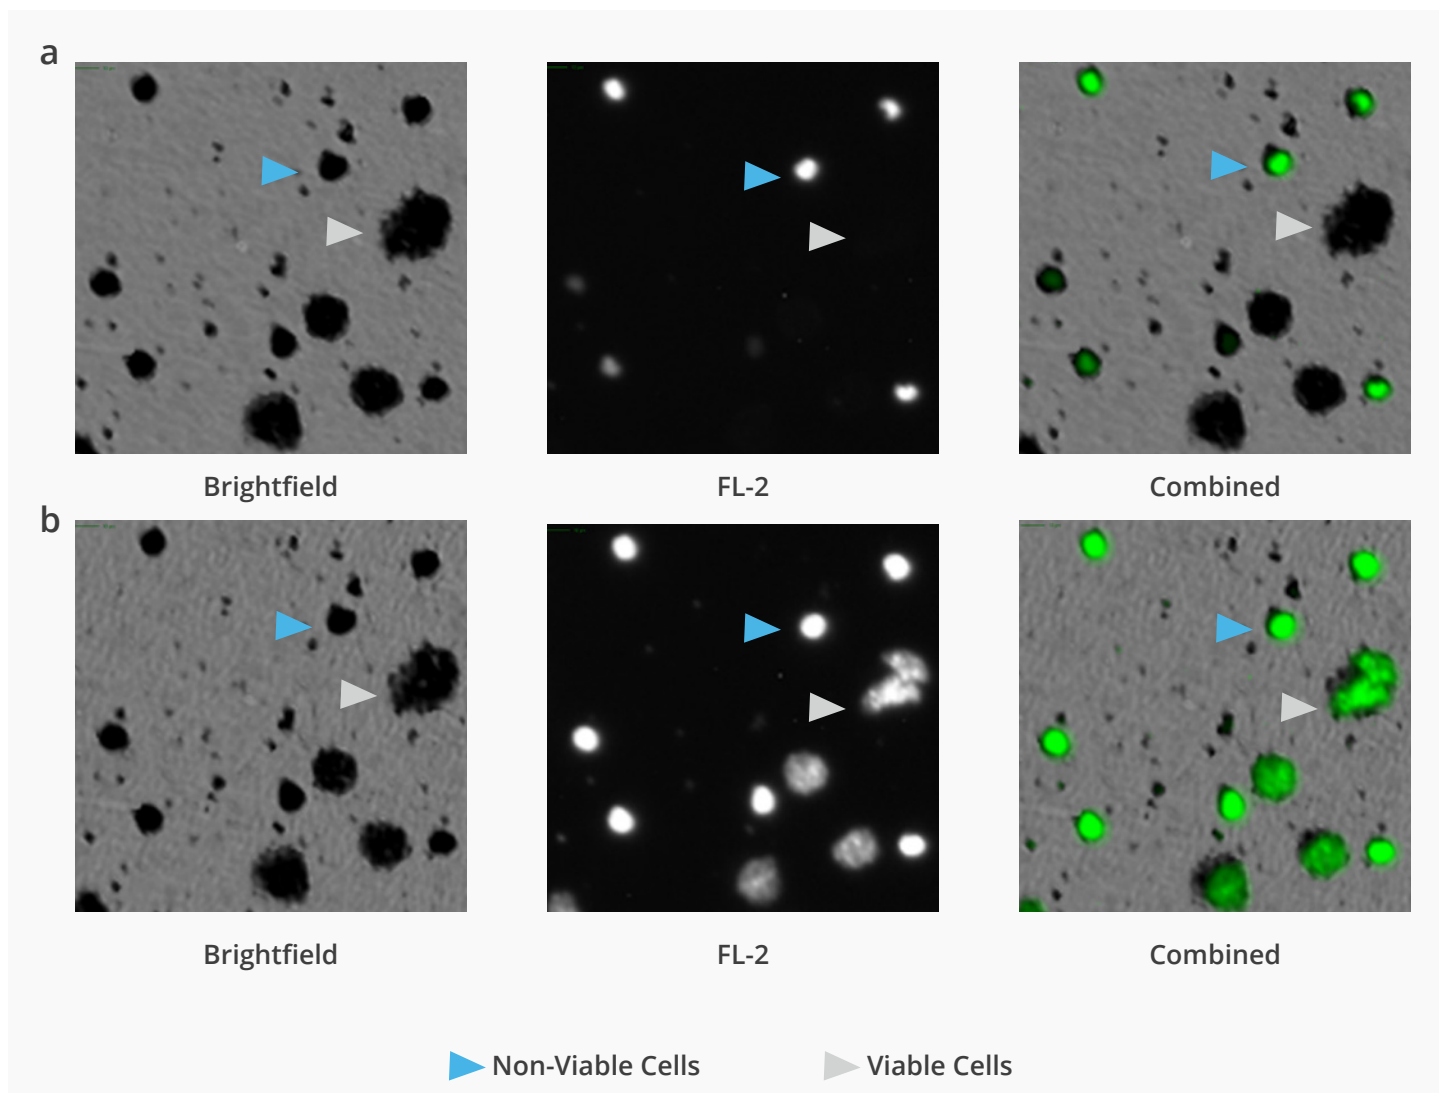 a
Brightfield
FL-2
Combined
b
Brightfield
FL-2
Combined
Non-Viable Cells
Viable Cells